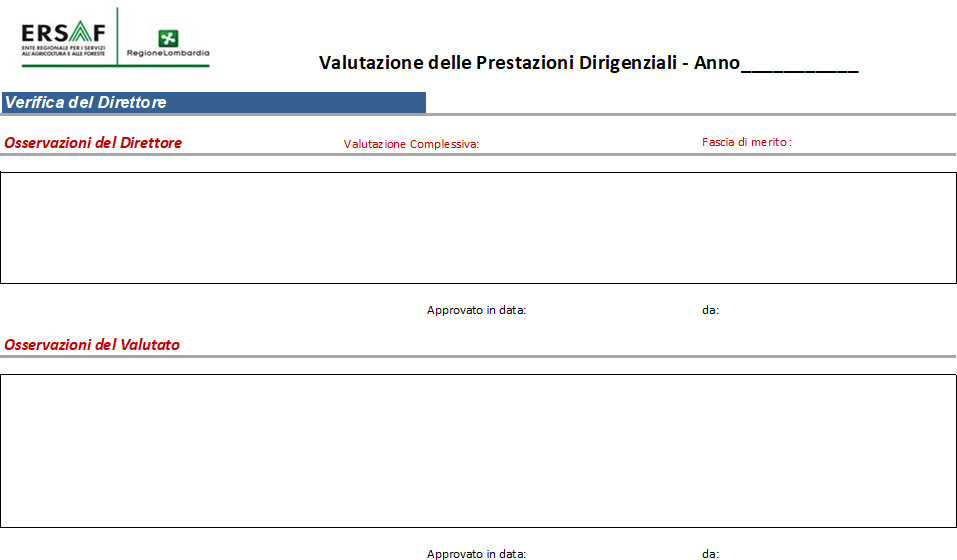 ERSAF
ENTE REGIONALE PER I SERVIZI
ALL'AGRICOLTURA E ALLE FORESTE
RegioneLombardia
Valutazione delle Prestazioni Dirigenziali - Anno___________
Verifica del Direttore
Osservazioni del Direttore Valutazione Complessiva: Fascia di merito :
Approvato in data: da:
Osservazioni del Valutato
Approvato in data: da: